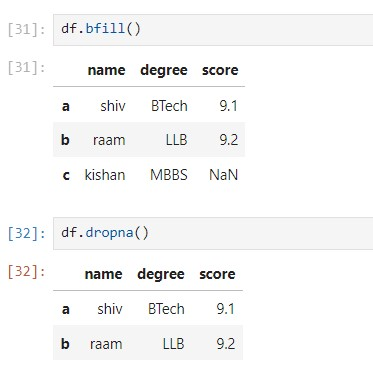 [31]: df.bfill()
[31]:
name degree score
a shiv BTech 9.1
b raam LLB 9.2
c kishan MBBS NaN
[32]: df.dropna()
[32]:
name degree score
a shiv BTech 9.1
b raam LLB 9.2